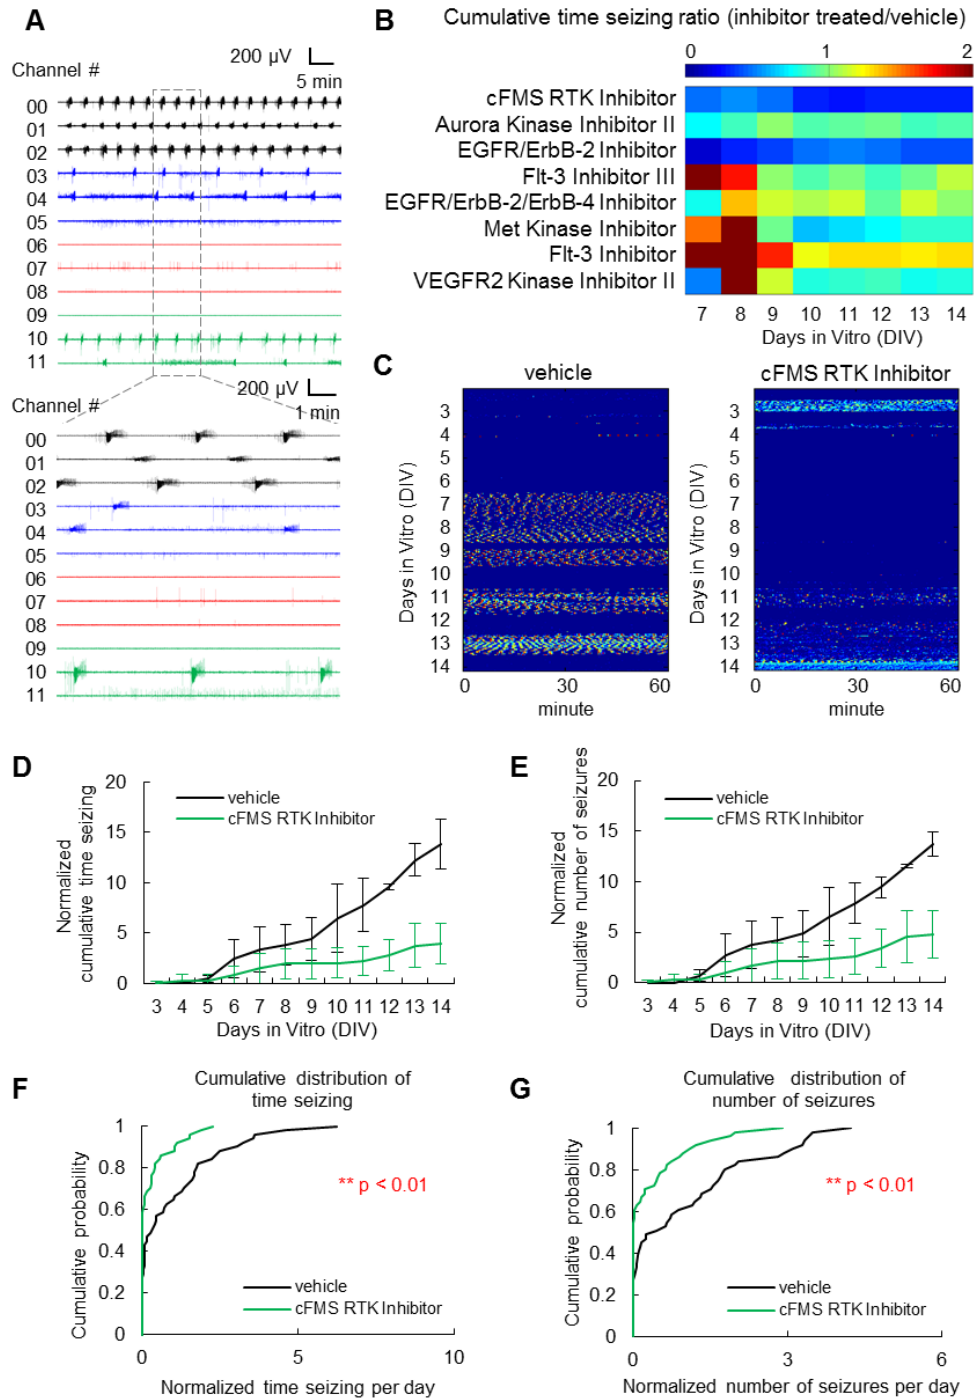 A
200 µV
5 min
Channel #
00
01
02
03
04
05
06
07
08
09
10
11
200 µV
1 min
Channel #
00
01
02
03
04
05
06
07
08
09
10
11
B
Cumulative time seizing ratio (inhibitor treated/vehicle)
0 1 2
cFMS RTK Inhibitor
Aurora Kinase Inhibitor II
EGFR/ErbB-2 Inhibitor
Flt-3 Inhibitor III
EGFR/ErbB-2/ErbB-4 Inhibitor
Met Kinase Inhibitor
Flt-3 Inhibitor
VEGFR2 Kinase Inhibitor II
7 8 9 10 11 12 13 14
Days in Vitro (DIV)
C
vehicle
Days in Vitro (DIV)
3
4
5
6
7
8
9
10
11
12
13
14
0 30 60
minute
cFMS RTK Inhibitor
Days in Vitro (DIV)
3
4
5
6
7
8
9
10
11
12
13
14
0 30 60
minute
D
Normalized
cumulative time seizing
20
15
10
5
0
vehicle
cFMS RTK Inhibitor
3 4 5 6 7 8 9 10 11 12 13 14
Days in Vitro (DIV)
E
Normalized
cumulative number of seizures
20
15
10
5
0
vehicle
cFMS RTK Inhibitor
3 4 5 6 7 8 9 10 11 12 13 14
Days in Vitro (DIV)
F
Cumulative distribution of
time seizing
Cumulative probability
1
0.8
0.6
0.4
0.2
0
** p < 0.01
vehicle
cFMS RTK Inhibitor
0 5 10
Normalized time seizing per day
G
Cumulative distribution of
number of seizures
Cumulative probability
1
0.8
0.6
0.4
0.2
0
** p < 0.01
vehicle
cFMS RTK Inhibitor
0 3 6
Normalized number of seizures per day